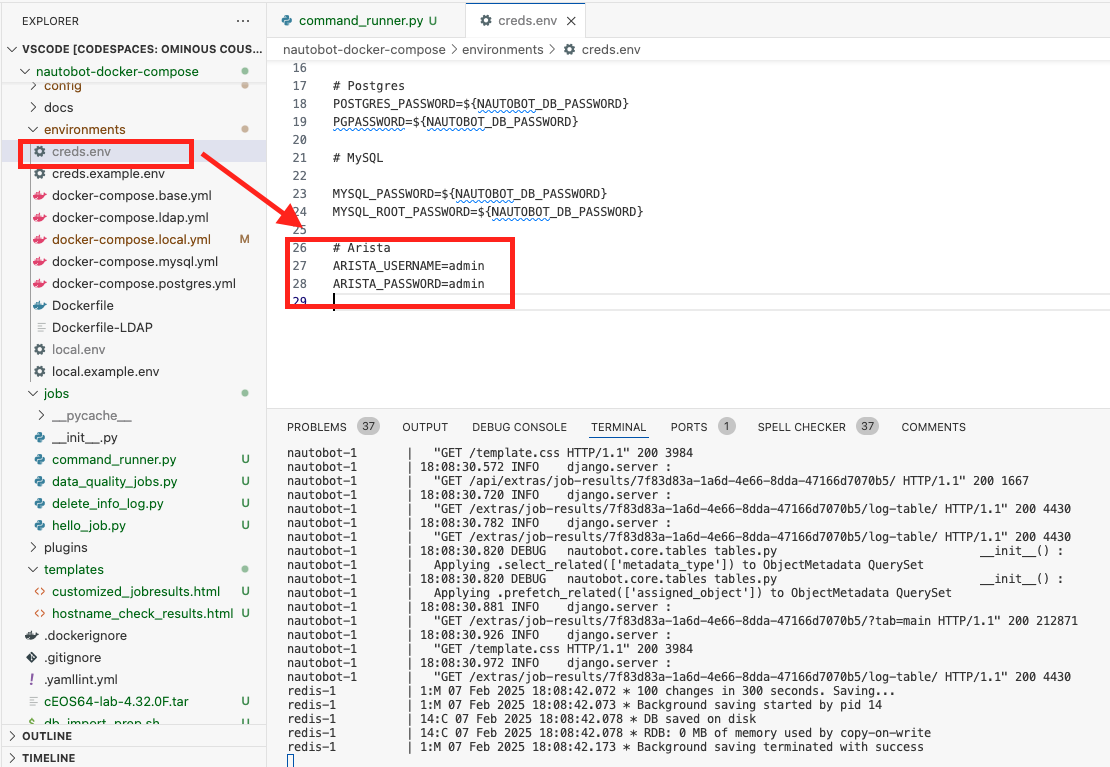 EXPLORER ...
VSCODE [CODESPACES: OMINOUS COUS...
nautobot-docker-compose
config
docs
environments
creds.env
creds.example.env
docker-compose.base.yml
docker-compose.ldap.yml
docker-compose.local.yml M
docker-compose.mysql.yml
docker-compose.postgres.yml
Dockerfile
Dockerfile-LDAP
local.env
local.example.env
jobs
__pycache__
__init__.py
command_runner.py U
data_quality_jobs.py U
delete_info_log.py U
hello_job.py U
plugins
templates
customized_jobresults.html U
hostname_check_results.html U
.dockerignore
.gitignore
.yamllint.yml
cEOS64-lab-4.32.0F.tar U
db_import_prep.sh U
OUTLINE
TIMELINE
command_runner.py U creds.env
nautobot-docker-compose > environments > creds.env
16
17 # Postgres
18 POSTGRES_PASSWORD=${NAUTOBOT_DB_PASSWORD}
19 PGPASSWORD=${NAUTOBOT_DB_PASSWORD}
20
21 # MySQL
22
23 MYSQL_PASSWORD=${NAUTOBOT_DB_PASSWORD}
24 MYSQL_ROOT_PASSWORD=${NAUTOBOT_DB_PASSWORD}
25
26 # Arista
27 ARISTA_USERNAME=admin
28 ARISTA_PASSWORD=admin
29
PROBLEMS 37 OUTPUT DEBUG CONSOLE TERMINAL PORTS 1 SPELL CHECKER 37 COMMENTS
nautobot-1 | "GET /template.css HTTP/1.1" 200 3984
nautobot-1 | 18:08:30.572 INFO django.server :
nautobot-1 | "GET /api/extras/job-results/7f83d83a-1a6d-4e66-8dda-47166d7070b5/ HTTP/1.1" 200 1667
nautobot-1 | 18:08:30.720 INFO django.server :
nautobot-1 | "GET /extras/job-results/7f83d83a-1a6d-4e66-8dda-47166d7070b5/log-table/ HTTP/1.1" 200 4430
nautobot-1 | 18:08:30.782 INFO django.server :
nautobot-1 | "GET /extras/job-results/7f83d83a-1a6d-4e66-8dda-47166d7070b5/log-table/ HTTP/1.1" 200 4430
nautobot-1 | 18:08:30.820 DEBUG nautobot.core.tables tables.py __init__() :
nautobot-1 | Applying .select_related(['metadata_type']) to ObjectMetadata QuerySet
nautobot-1 | 18:08:30.820 DEBUG nautobot.core.tables tables.py __init__() :
nautobot-1 | Applying .prefetch_related(['assigned_object']) to ObjectMetadata QuerySet
nautobot-1 | 18:08:30.881 INFO django.server :
nautobot-1 | "GET /extras/job-results/7f83d83a-1a6d-4e66-8dda-47166d7070b5/?tab=main HTTP/1.1" 200 212871
nautobot-1 | 18:08:30.926 INFO django.server :
nautobot-1 | "GET /template.css HTTP/1.1" 200 3984
nautobot-1 | 18:08:30.972 INFO django.server :
nautobot-1 | "GET /extras/job-results/7f83d83a-1a6d-4e66-8dda-47166d7070b5/log-table/ HTTP/1.1" 200 4430
redis-1 | 1:M 07 Feb 2025 18:08:42.072 * 100 changes in 300 seconds. Saving...
redis-1 | 1:M 07 Feb 2025 18:08:42.073 * Background saving started by pid 14
redis-1 | 14:C 07 Feb 2025 18:08:42.078 * DB saved on disk
redis-1 | 14:C 07 Feb 2025 18:08:42.078 * RDB: 0 MB of memory used by copy-on-write
redis-1 | 1:M 07 Feb 2025 18:08:42.173 * Background saving terminated with success